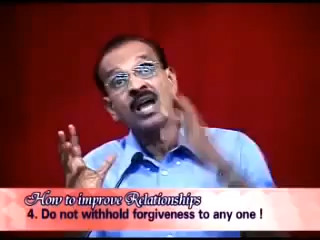 How to improve Relationships
4. Do not withhold forgiveness to any one !